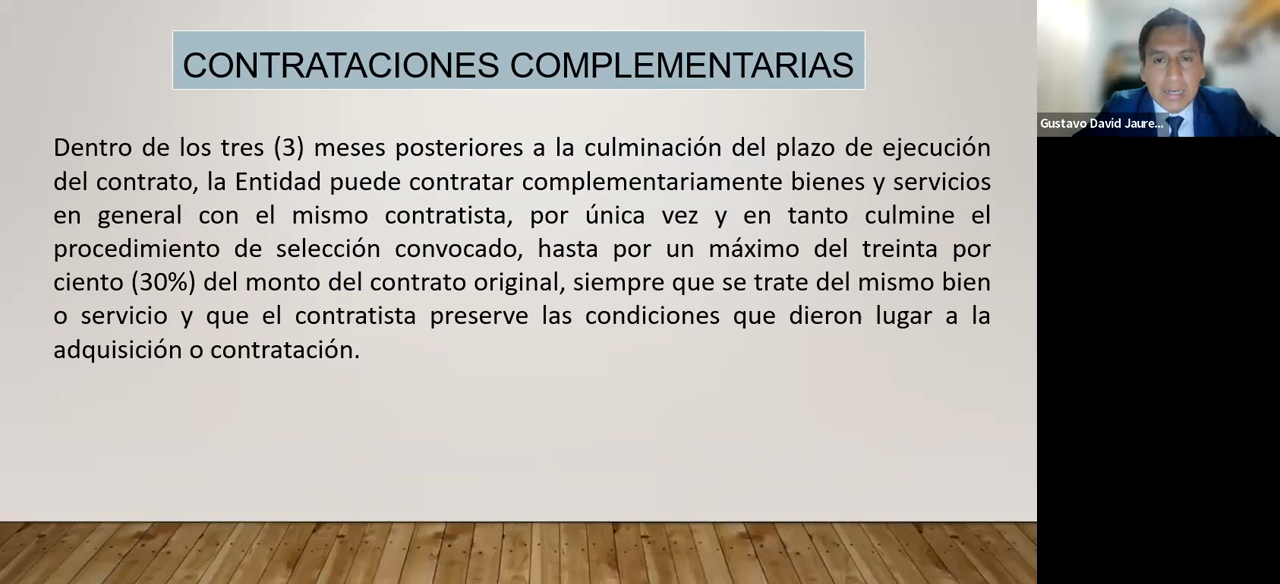 CONTRATACIONES COMPLEMENTARIAS
Dentro de los tres (3) meses posteriores a la culminación del plazo de ejecución
del contrato, la Entidad puede contratar complementariamente bienes y servicios
en general con el mismo contratista, por única vez y en tanto culmine el
procedimiento de selección convocado, hasta por un máximo del treinta por
ciento (30%) del monto del contrato original, siempre que se trate del mismo bien
o servicio y que el contratista preserve las condiciones que dieron lugar a la
adquisición o contratación.
Gustavo David Jaure...